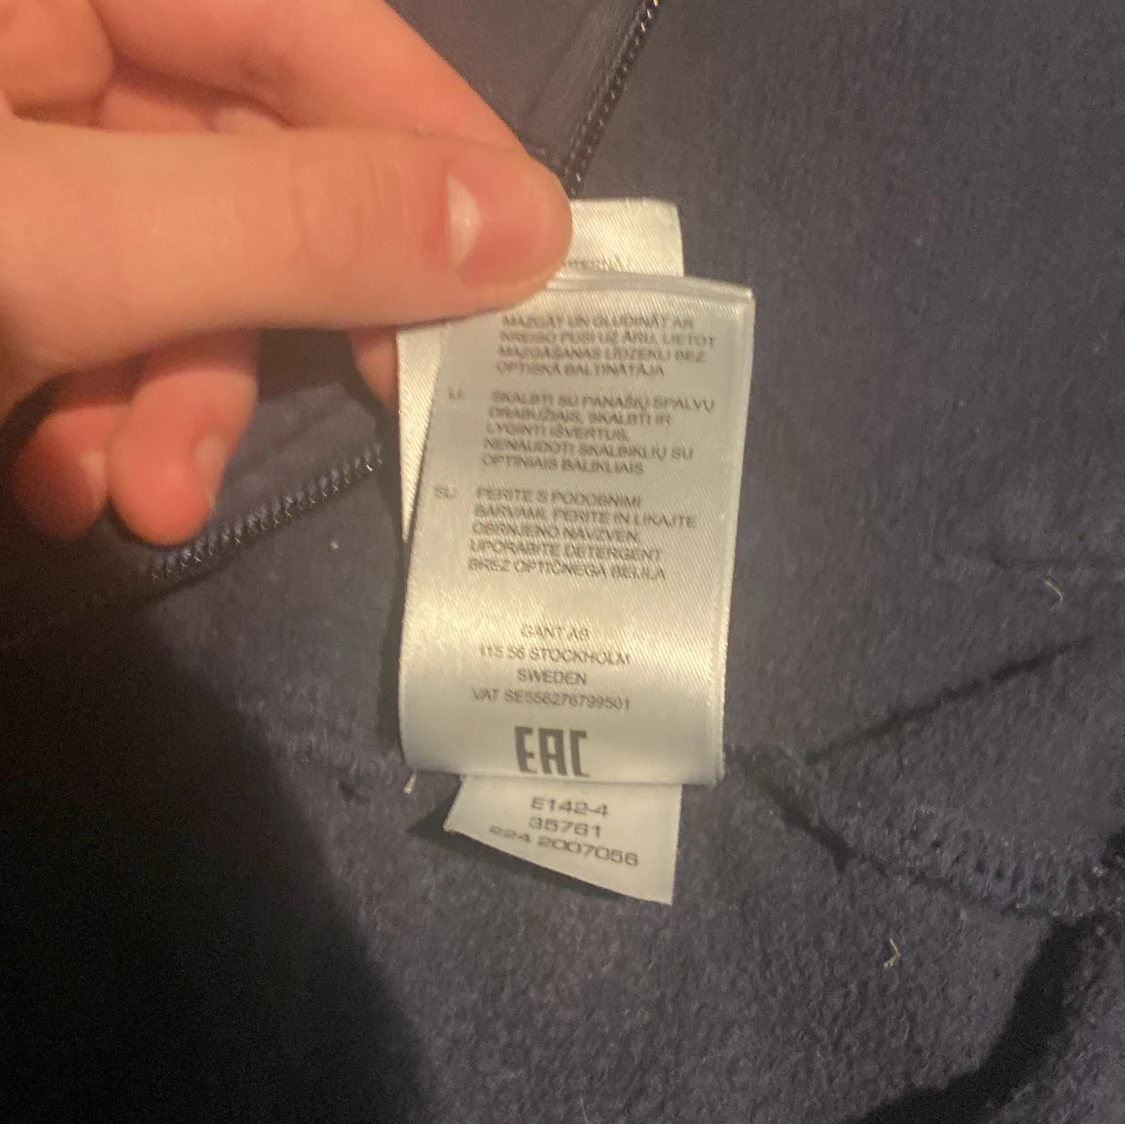 MAZGĀT UN GLUDINĀT AR
KREISO PUSI UZ ĀRU. LIETOT
MAZGĀŠANAS LĪDZEKLI BEZ
OPTISKĀ BALTINĀTĀJA
LT: SKALBTI SU PANAŠIŲ SPALVŲ
DRABUŽIAIS, SKALBTI IR
LYGINTI IŠVERTUS,
NENAUDOTI SKALBIKLIŲ SU
OPTINIAIS BALIKLIAIS
SL: PERITE S PODOBNIMI
BARVAMI, PERITE IN LIKAJTE
OBRNJENO NAVZVEN,
UPORABITE DETERGENT
BREZ OPTIČNEGA BELILA
GANT AB
115 56 STOCKHOLM
SWEDEN
VAT SE556276799501
EAC
E142-4
35761
224 2007056